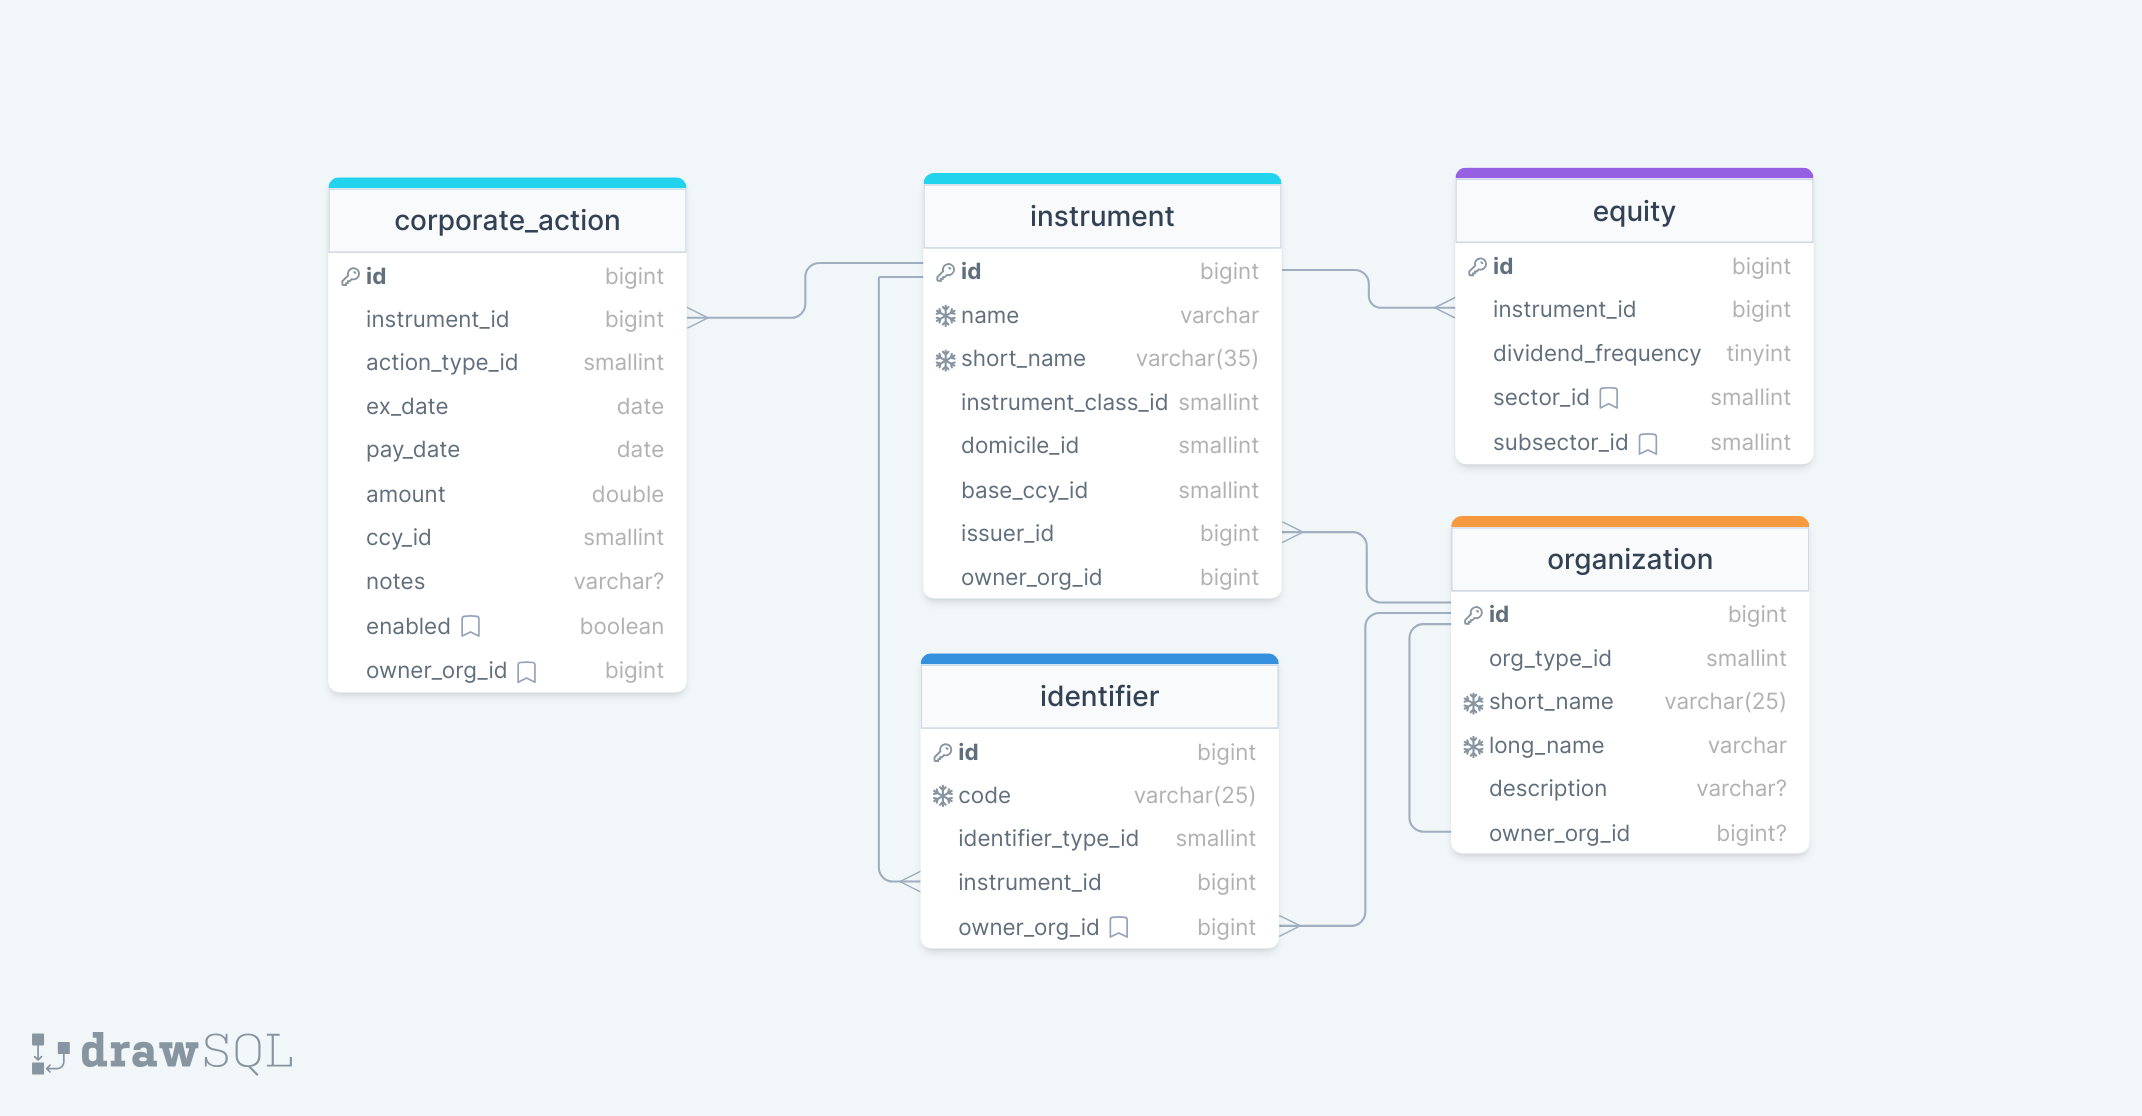 corporate_action
id bigint
instrument_id bigint
action_type_id smallint
ex_date date
pay_date date
amount double
ccy_id smallint
notes varchar?
enabled boolean
owner_org_id bigint
instrument
id bigint
name varchar
short_name varchar(35)
instrument_class_id smallint
domicile_id smallint
base_ccy_id smallint
issuer_id bigint
owner_org_id bigint
equity
id bigint
instrument_id bigint
dividend_frequency tinyint
sector_id smallint
subsector_id smallint
identifier
id bigint
code varchar(25)
identifier_type_id smallint
instrument_id bigint
owner_org_id bigint
organization
id bigint
org_type_id smallint
short_name varchar(25)
long_name varchar
description varchar?
owner_org_id bigint?
drawSQL